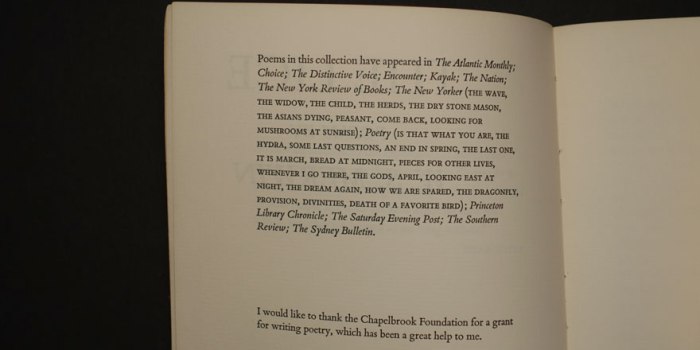 Poems in this collection have appeared in The Atlantic Monthly;
Choice; The Distinctive Voice; Encounter; Kayak; The Nation;
The New York Review of Books; The New Yorker (THE WAVE,
THE WIDOW, THE CHILD, THE HERDS, THE DRY STONE MASON,
THE ASIANS DYING, PEASANT, COME BACK, LOOKING FOR
MUSHROOMS AT SUNRISE); Poetry (IS THAT WHAT YOU ARE, THE
HYDRA, SOME LAST QUESTIONS, AN END IN SPRING, THE LAST ONE,
IT IS MARCH, BREAD AT MIDNIGHT, PIECES FOR OTHER LIVES,
WHENEVER I GO THERE, THE GODS, APRIL, LOOKING EAST AT
NIGHT, THE DREAM AGAIN, HOW WE ARE SPARED, THE DRAGONFLY,
PROVISION, DIVINITIES, DEATH OF A FAVORITE BIRD); Princeton
Library Chronicle; The Saturday Evening Post; The Southern
Review; The Sydney Bulletin.
I would like to thank the Chapelbrook Foundation for a grant
for writing poetry, which has been a great help to me.